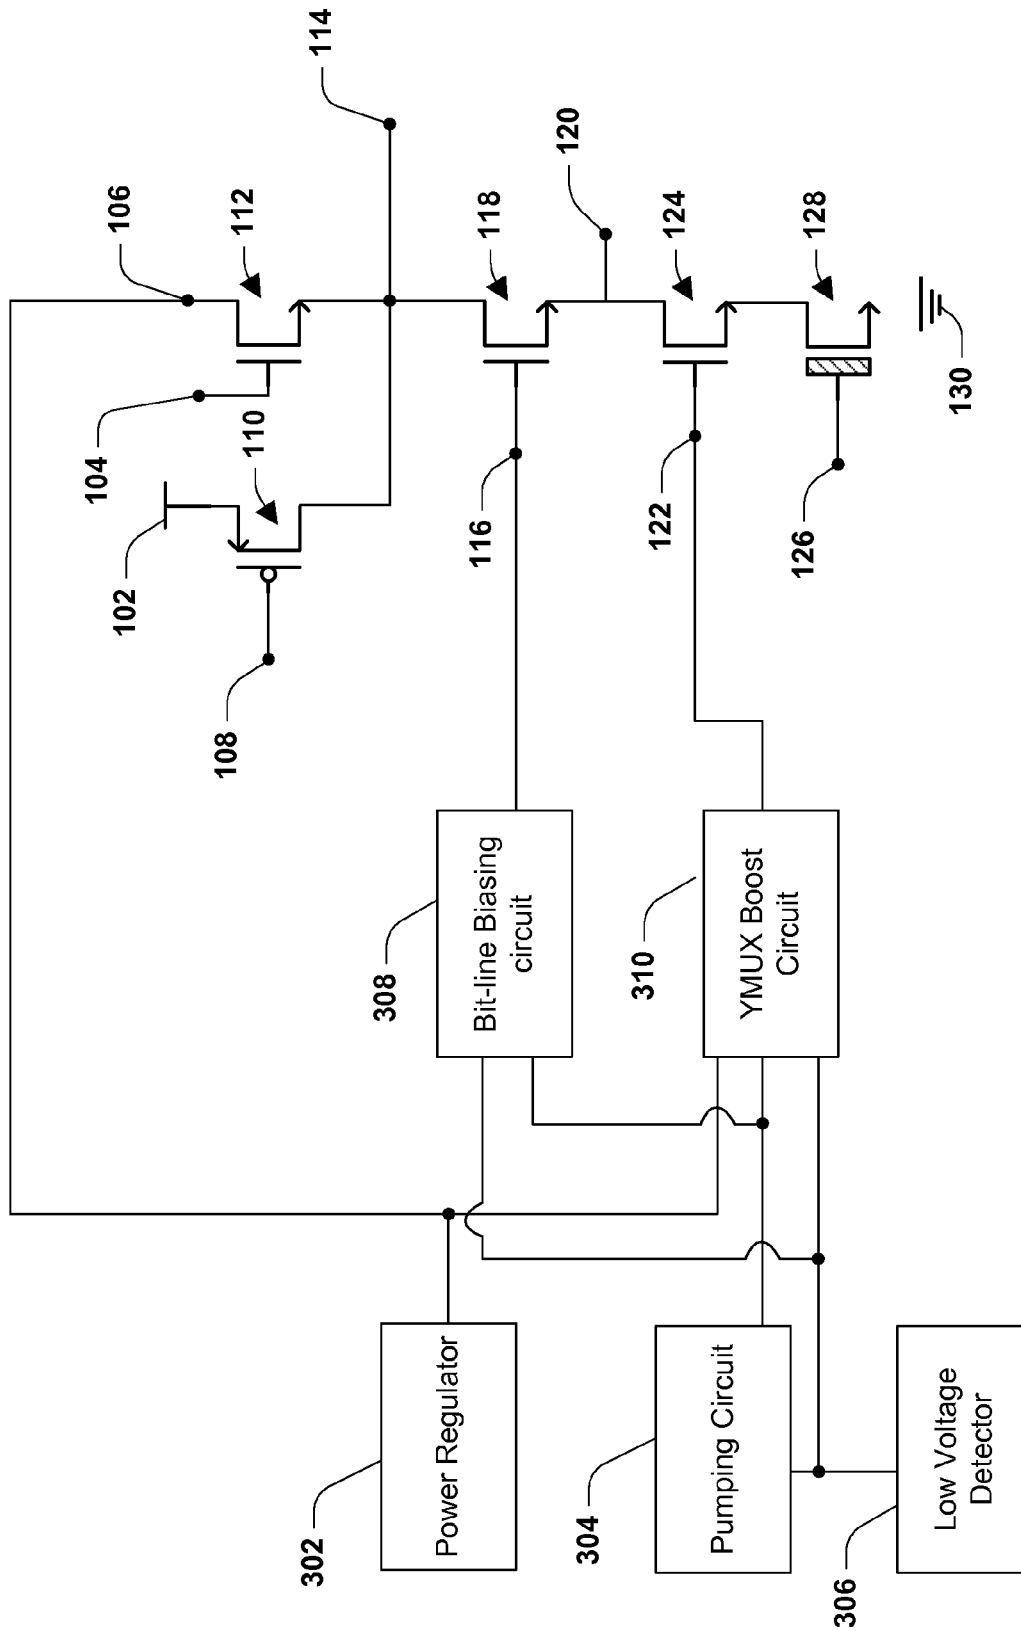 114
106
112
120
118
124
128
104
110
130
102
116
122
126
108
308
Bit-line Biasing
circuit
310
YMUX Boost
Circuit
302
Power Regulator
304
Pumping Circuit
306
Low Voltage
Detector